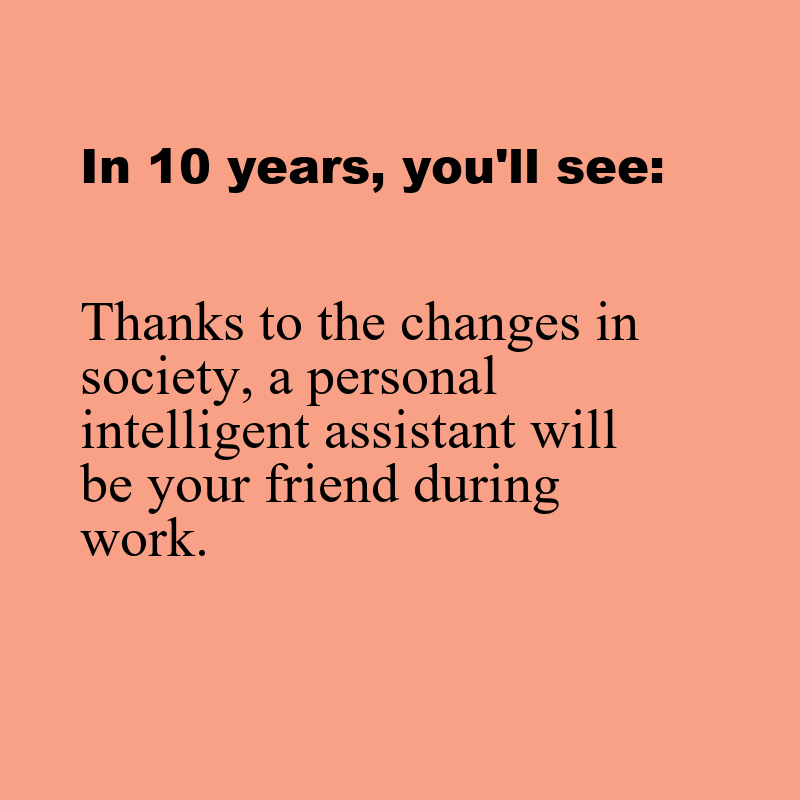 In 10 years, you'll see:
Thanks to the changes in
society, a personal
intelligent assistant will
be your friend during
work.